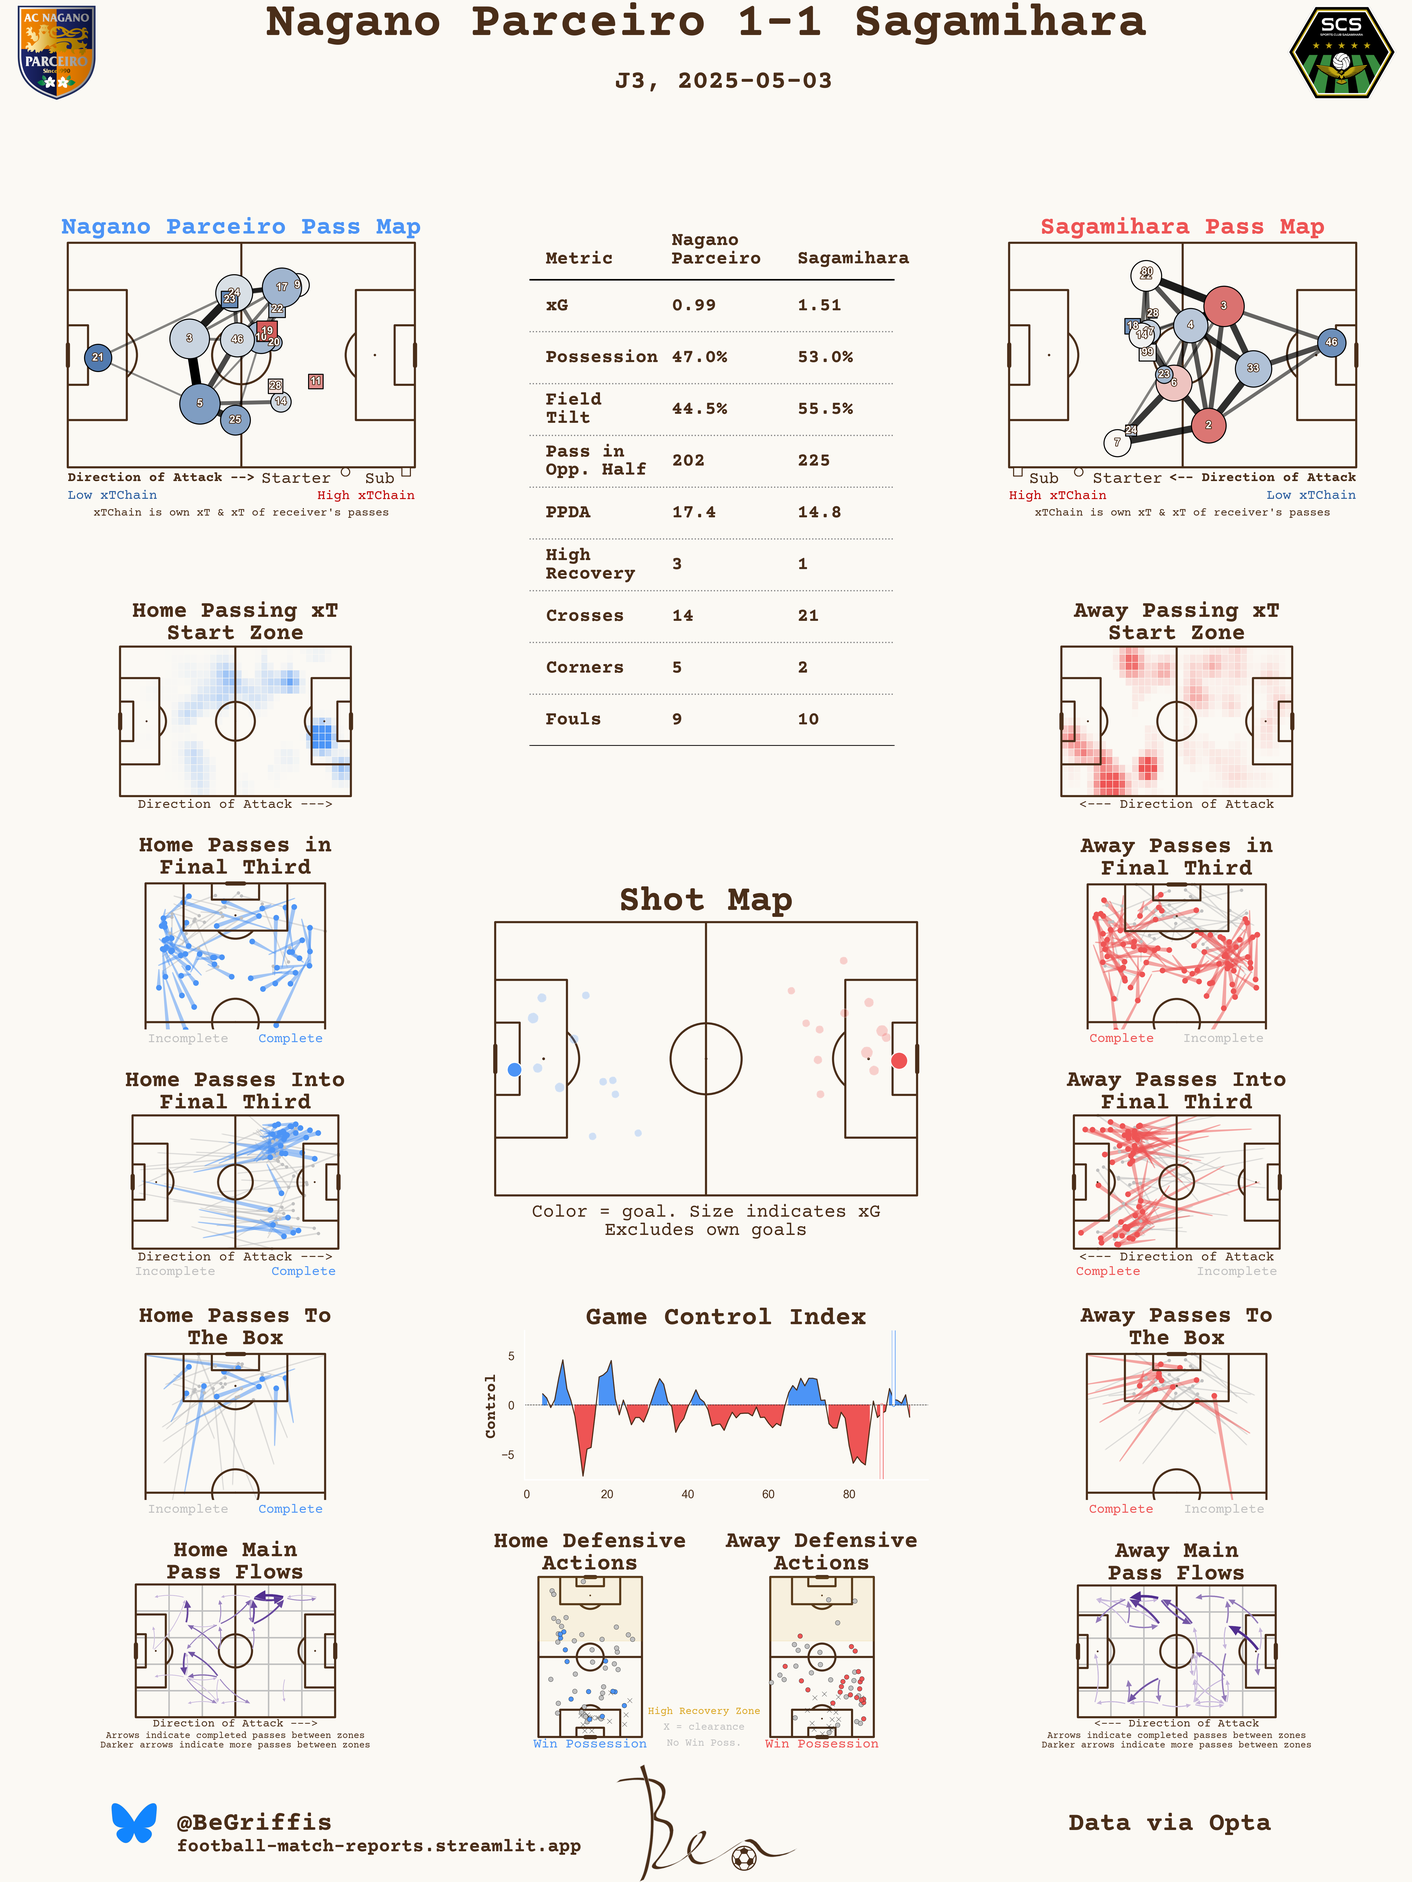 Nagano Parceiro 1-1 Sagamihara
J3, 2025-05-03
AC NAGANO
PARCEIRO
Since 1990
SCS
SPORTS CLUB SAGAMIHARA
Nagano Parceiro Pass Map
24
23
17
9
22
3
46
10
19
20
21
11
28
5
14
25
Direction of Attack --> Starter Sub
Low xTChain High xTChain
xTChain is own xT & xT of receiver's passes
Metric Nagano Parceiro Sagamihara
xG 0.99 1.51
Possession 47.0% 53.0%
Field Tilt 44.5% 55.5%
Pass in Opp. Half 202 225
PPDA 17.4 14.8
High Recovery 3 1
Crosses 14 21
Corners 5 2
Fouls 9 10
Sagamihara Pass Map
80
3
28
18
4
14
46
99
33
23
6
2
24
7
Sub Starter <-- Direction of Attack
High xTChain Low xTChain
xTChain is own xT & xT of receiver's passes
Home Passing xT
Start Zone
Direction of Attack --->
Away Passing xT
Start Zone
<--- Direction of Attack
Home Passes in
Final Third
Incomplete Complete
Away Passes in
Final Third
Complete Incomplete
Shot Map
Color = goal. Size indicates xG
Excludes own goals
Home Passes Into
Final Third
Direction of Attack --->
Incomplete Complete
Away Passes Into
Final Third
<--- Direction of Attack
Complete Incomplete
Home Passes To
The Box
Incomplete Complete
Game Control Index
Control
5
0
−5
0 20 40 60 80
Away Passes To
The Box
Complete Incomplete
Home Main
Pass Flows
Direction of Attack --->
Arrows indicate completed passes between zones
Darker arrows indicate more passes between zones
Home Defensive
Actions
Win Possession
Away Defensive
Actions
Win Possession
High Recovery Zone
X = clearance
No Win Poss.
Away Main
Pass Flows
<--- Direction of Attack
Arrows indicate completed passes between zones
Darker arrows indicate more passes between zones
@BeGriffis
football-match-reports.streamlit.app
Ben
Data via Opta